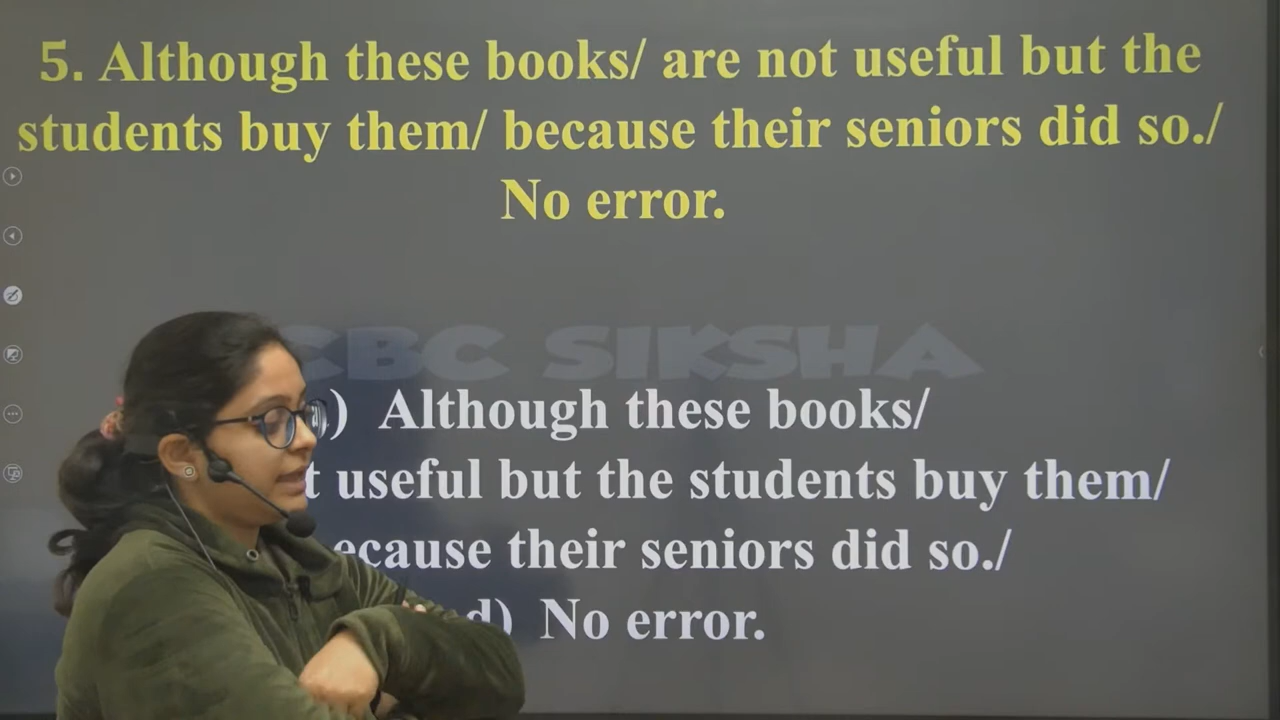 5. Although these books/ are not useful but the
students buy them/ because their seniors did so./
No error.
CBC SIKSHA
) Although these books/
t useful but the students buy them/
ecause their seniors did so./
d) No error.